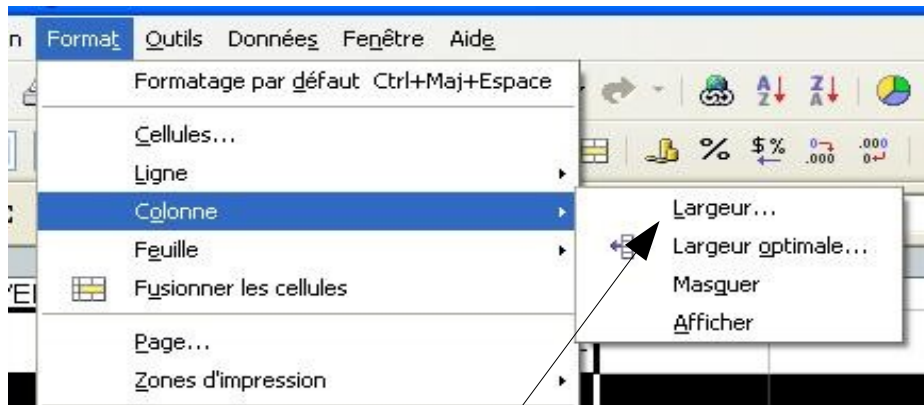 n Format Outils Données Fenêtre Aide
Formatage par défaut Ctrl+Maj+Espace
Cellules...
Ligne
Colonne
Feuille
Fusionner les cellules
Page...
Zones d'impression
Largeur...
Largeur optimale...
Masquer
Afficher